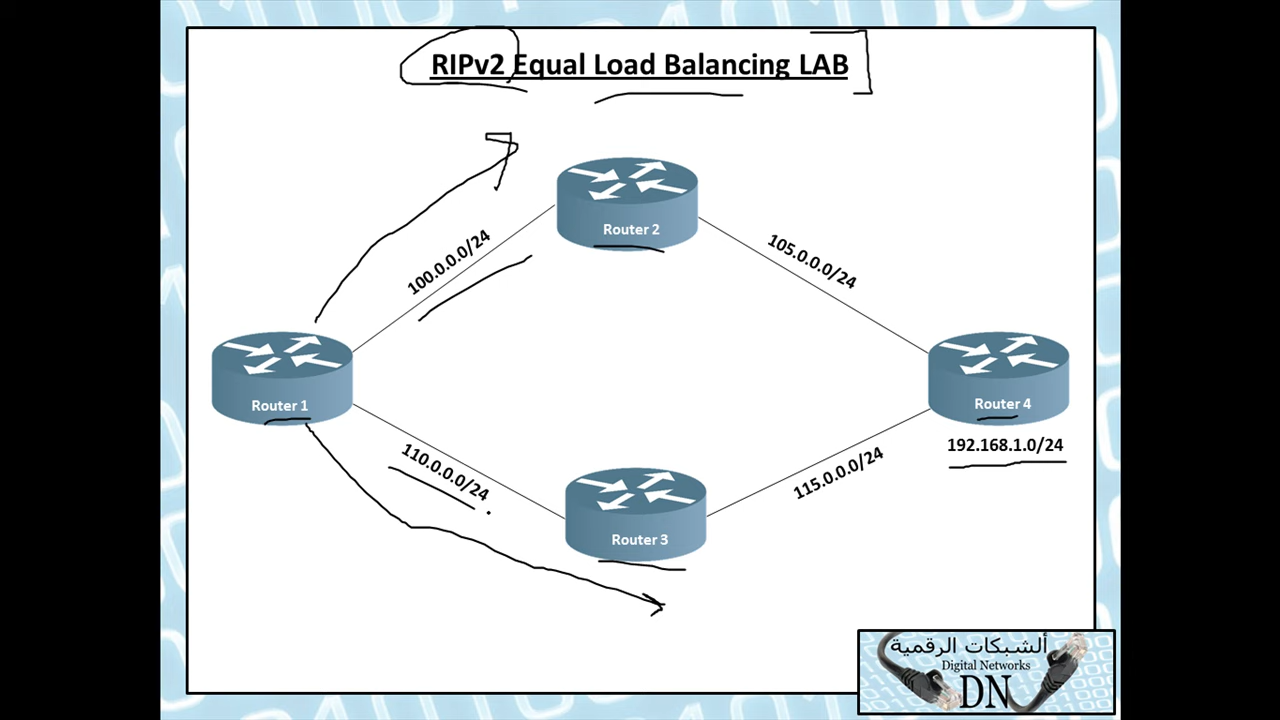 RIPv2 Equal Load Balancing LAB
Router 2
100.0.0.0/24
105.0.0.0/24
Router 1
Router 4
192.168.1.0/24
110.0.0.0/24
115.0.0.0/24
Router 3
ألشبكات الرقمية
Digital Networks
DN